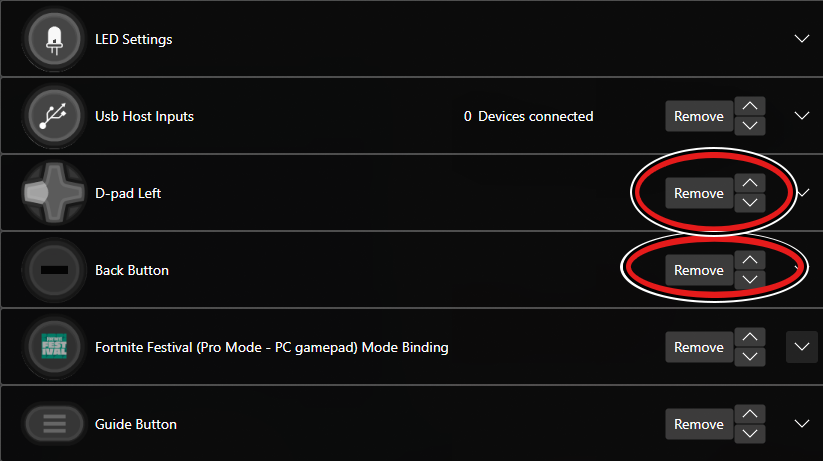 LED Settings
Usb Host Inputs 0 Devices connected Remove
D-pad Left Remove
Back Button Remove
FEST
IVAL
Fortnite Festival (Pro Mode - PC gamepad) Mode Binding Remove
Guide Button Remove